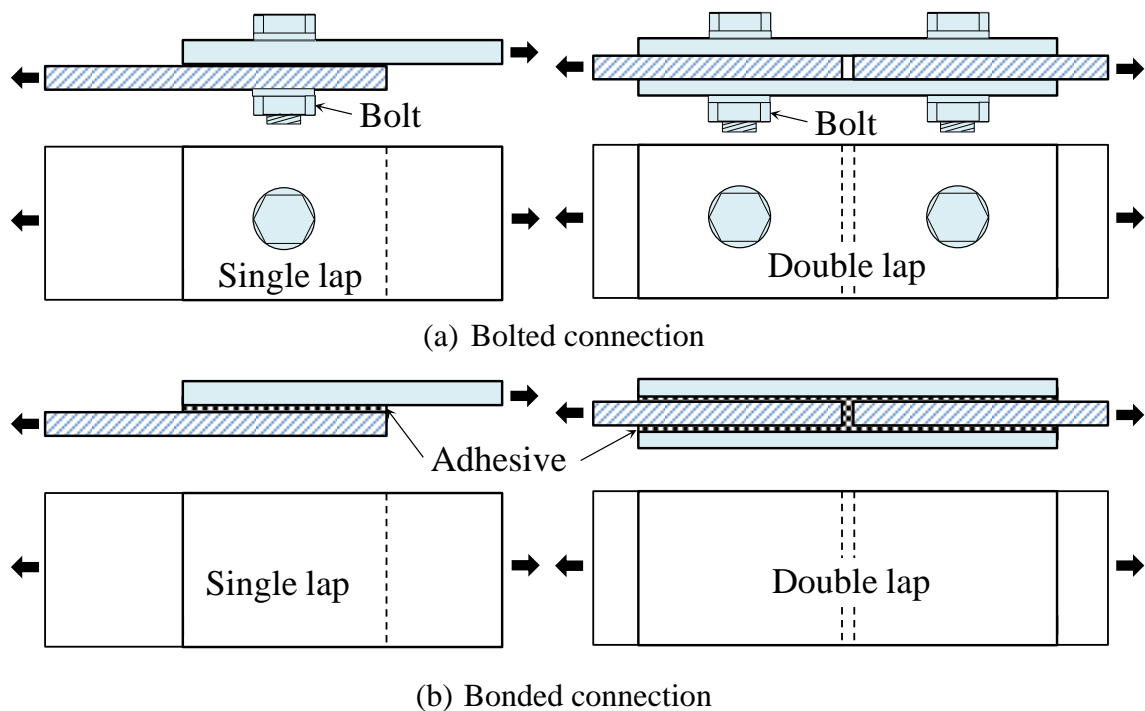 Bolt
Bolt
Single lap
Double lap
(a) Bolted connection
Adhesive
Single lap
Double lap
(b) Bonded connection